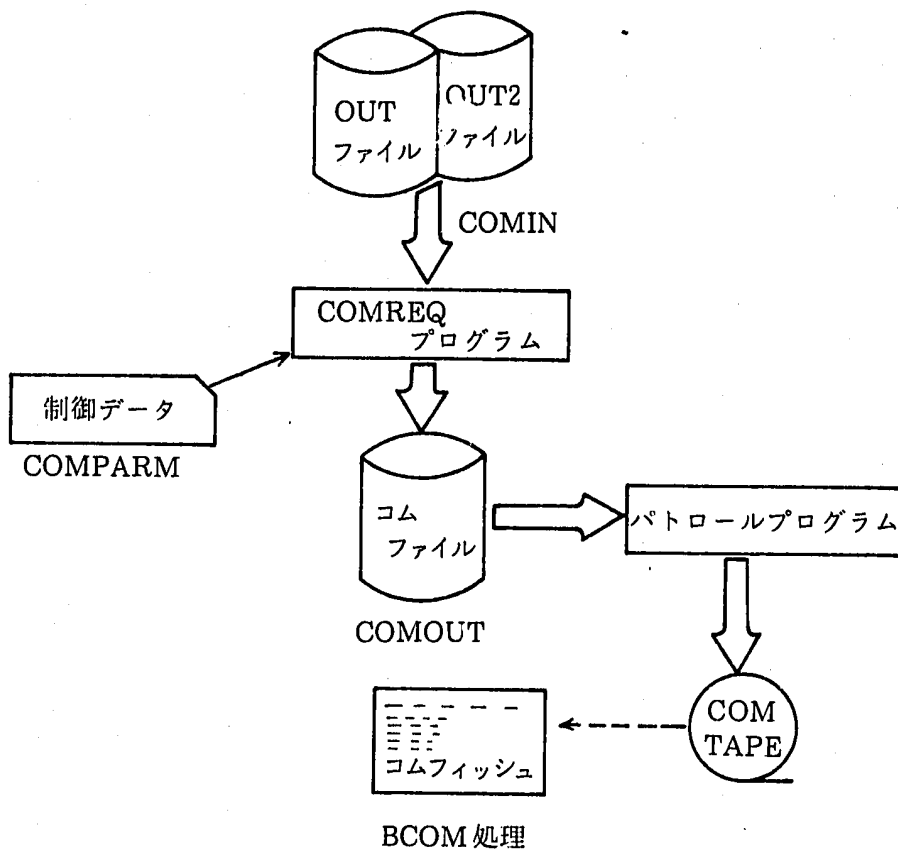 OUT
ファイル
OUT2
ファイル
COMIN
COMREQ
プログラム
制御データ
COMPARM
コム
ファイル
COMOUT
パトロールプログラム
COM
TAPE
コムフィッシュ
BCOM 処理